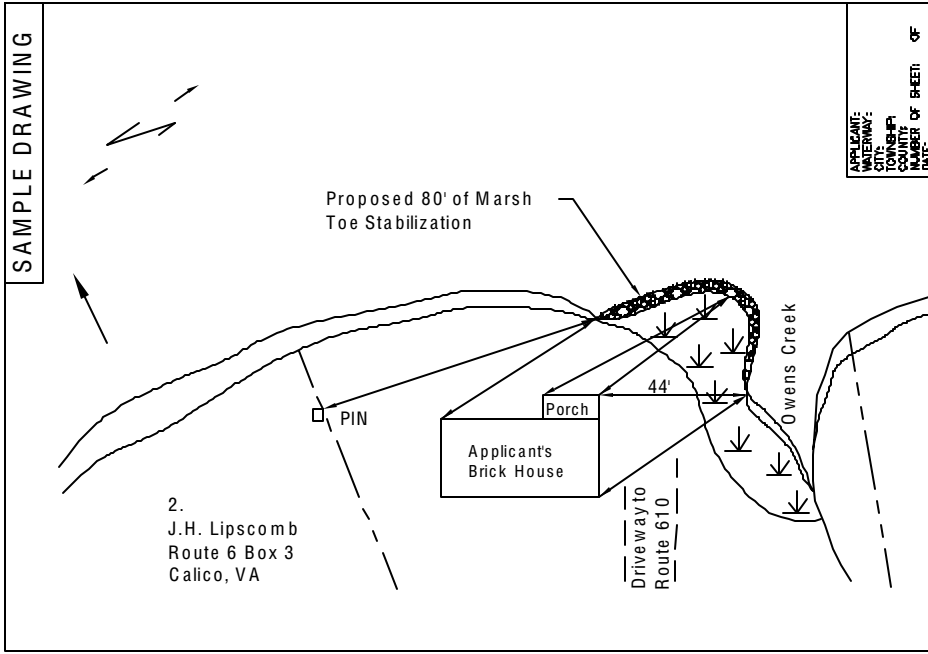 SAMPLE DRAWING
APPLICANT:
WATERWAY:
CITY:
TOWNSHIP:
COUNTY:
NUMBER OF SHEET: OF
DATE:
Proposed 80' of Marsh
Toe Stabilization
Owens Creek
44'
Porch
PIN
Applicant's
Brick House
2.
J.H. Lipscomb
Route 6 Box 3
Calico, VA
Driveway to
Route 610